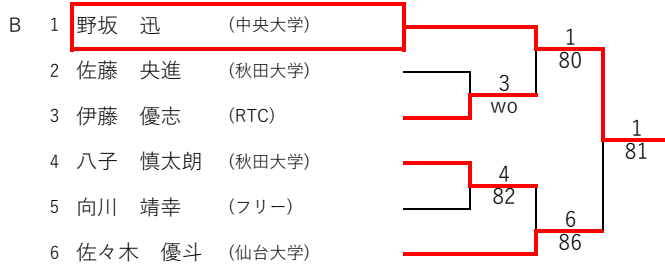 B 1 野坂 迅 (中央大学)
1
80
2 佐藤 央進 (秋田大学)
3
wo
3 伊藤 優志 (RTC)
1
81
4 八子 慎太朗 (秋田大学)
4
82
5 向川 靖幸 (フリー)
6
86
6 佐々木 優斗 (仙台大学)